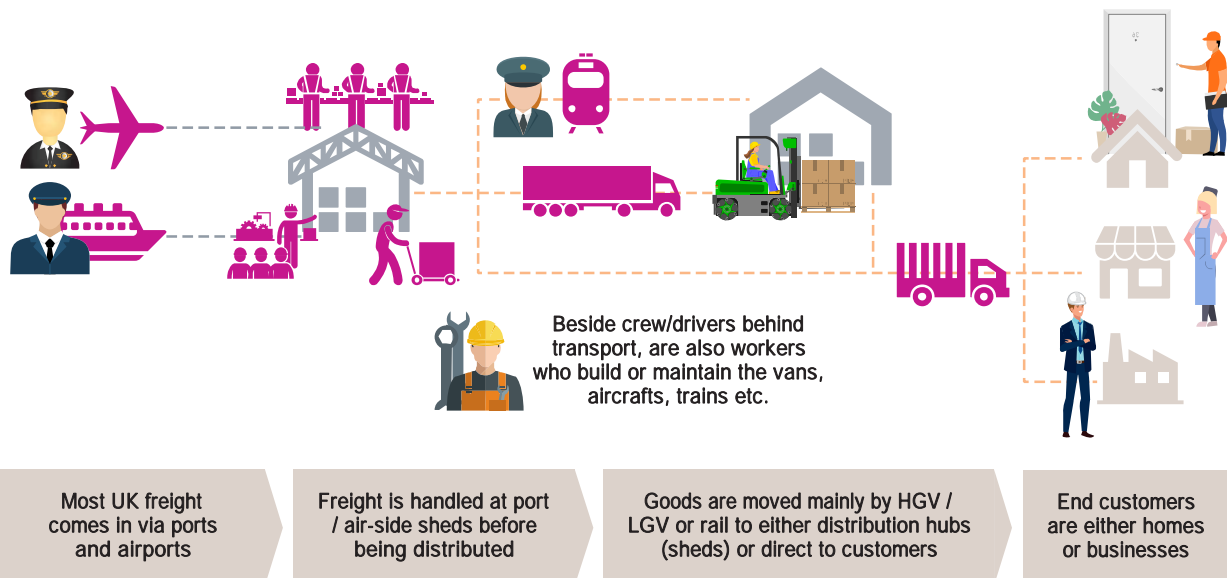 Beside crew/drivers behind
transport, are also workers
who build or maintain the vans,
aircrafts, trains etc.
Most UK freight
comes in via ports
and airports
Freight is handled at port
/ air-side sheds before
being distributed
Goods are moved mainly by HGV /
LGV or rail to either distribution hubs
(sheds) or direct to customers
End customers
are either homes
or businesses